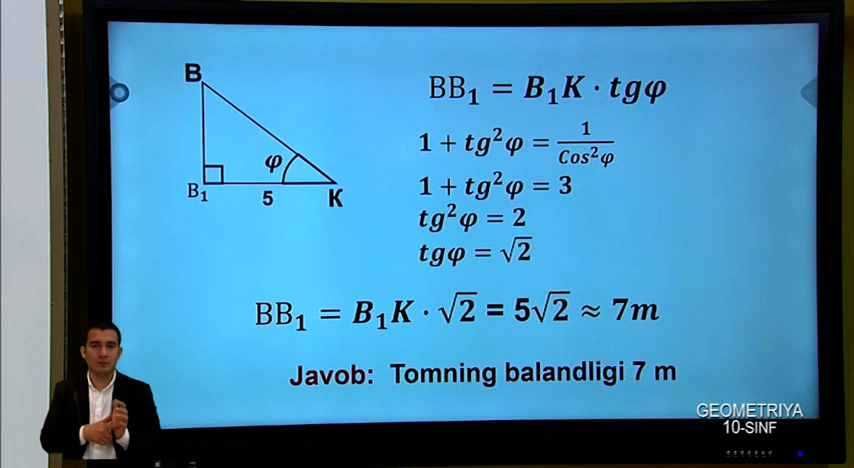 B
BB₁ = B₁K · tgφ
1 + tg²φ = 1/Cos²φ
φ
1 + tg²φ = 3
B₁ 5 K
tg²φ = 2
tgφ = √2
BB₁ = B₁K · √2 = 5√2 ≈ 7m
Javob: Tomning balandligi 7 m
GEOMETRIYA
10-SINF